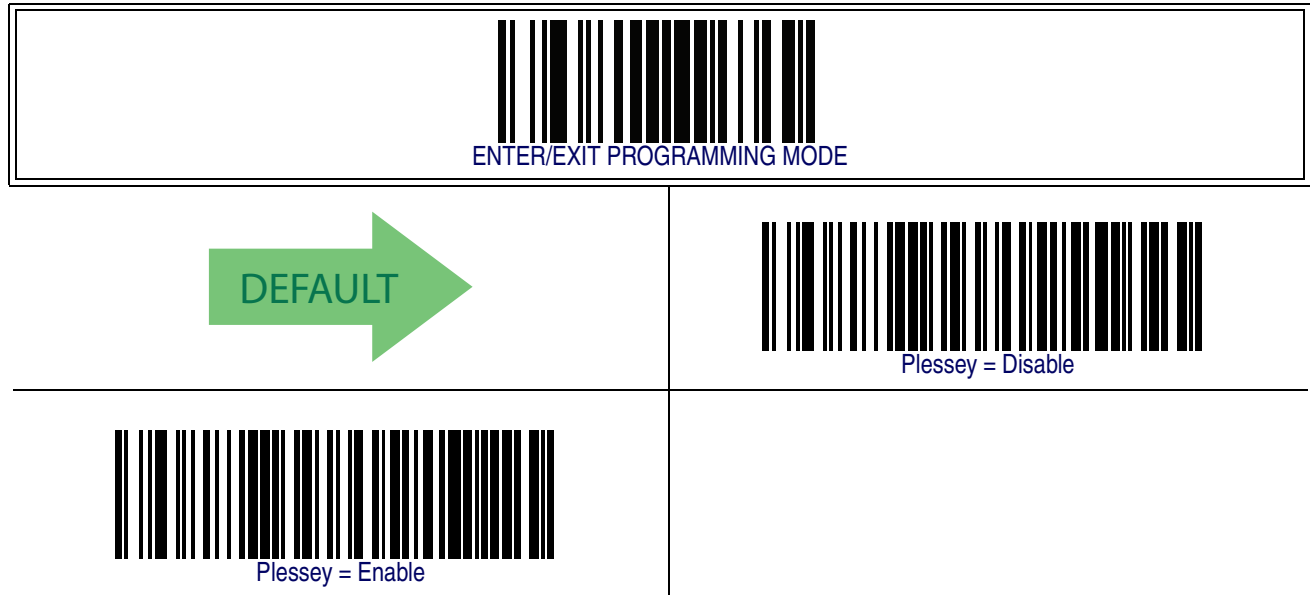 ENTER/EXIT PROGRAMMING MODE
DEFAULT
Plessey = Disable
Plessey = Enable